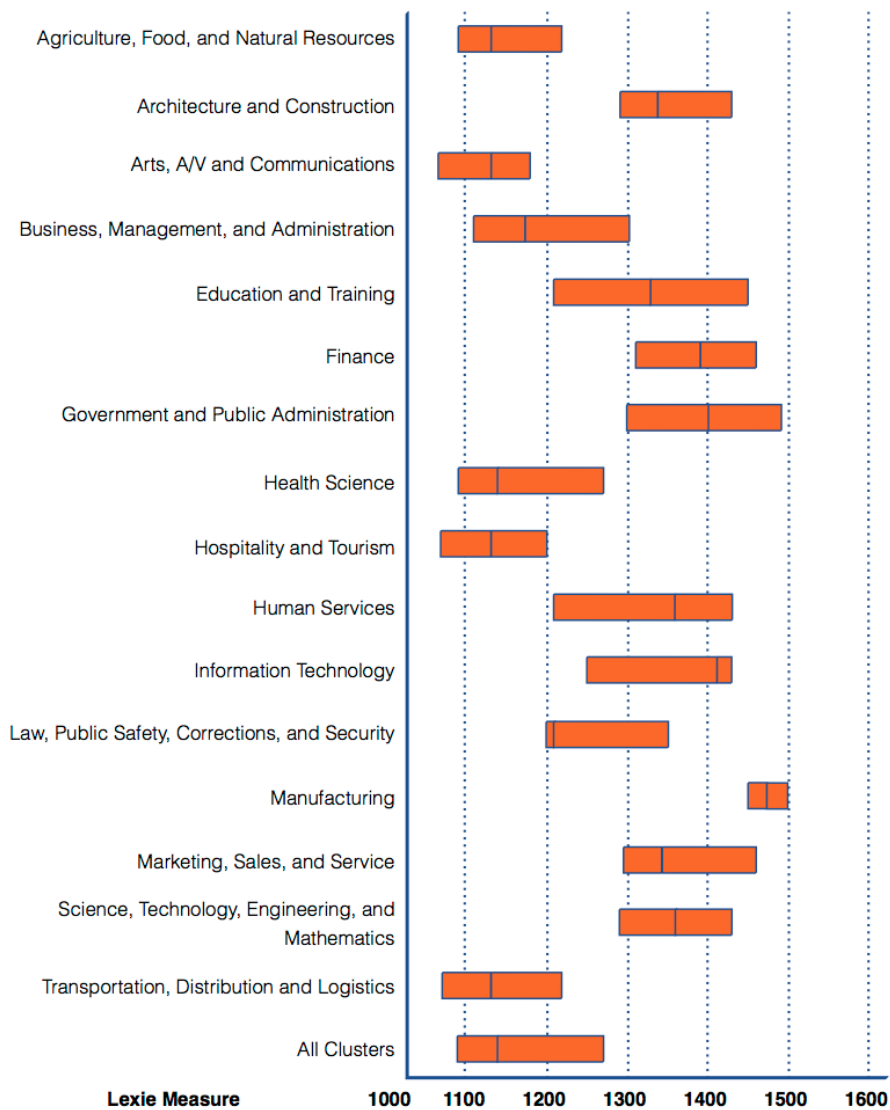 Agriculture, Food, and Natural Resources
Architecture and Construction
Arts, A/V and Communications
Business, Management, and Administration
Education and Training
Finance
Government and Public Administration
Health Science
Hospitality and Tourism
Human Services
Information Technology
Law, Public Safety, Corrections, and Security
Manufacturing
Marketing, Sales, and Service
Science, Technology, Engineering, and
Mathematics
Transportation, Distribution and Logistics
All Clusters
Lexie Measure 1000 1100 1200 1300 1400 1500 1600